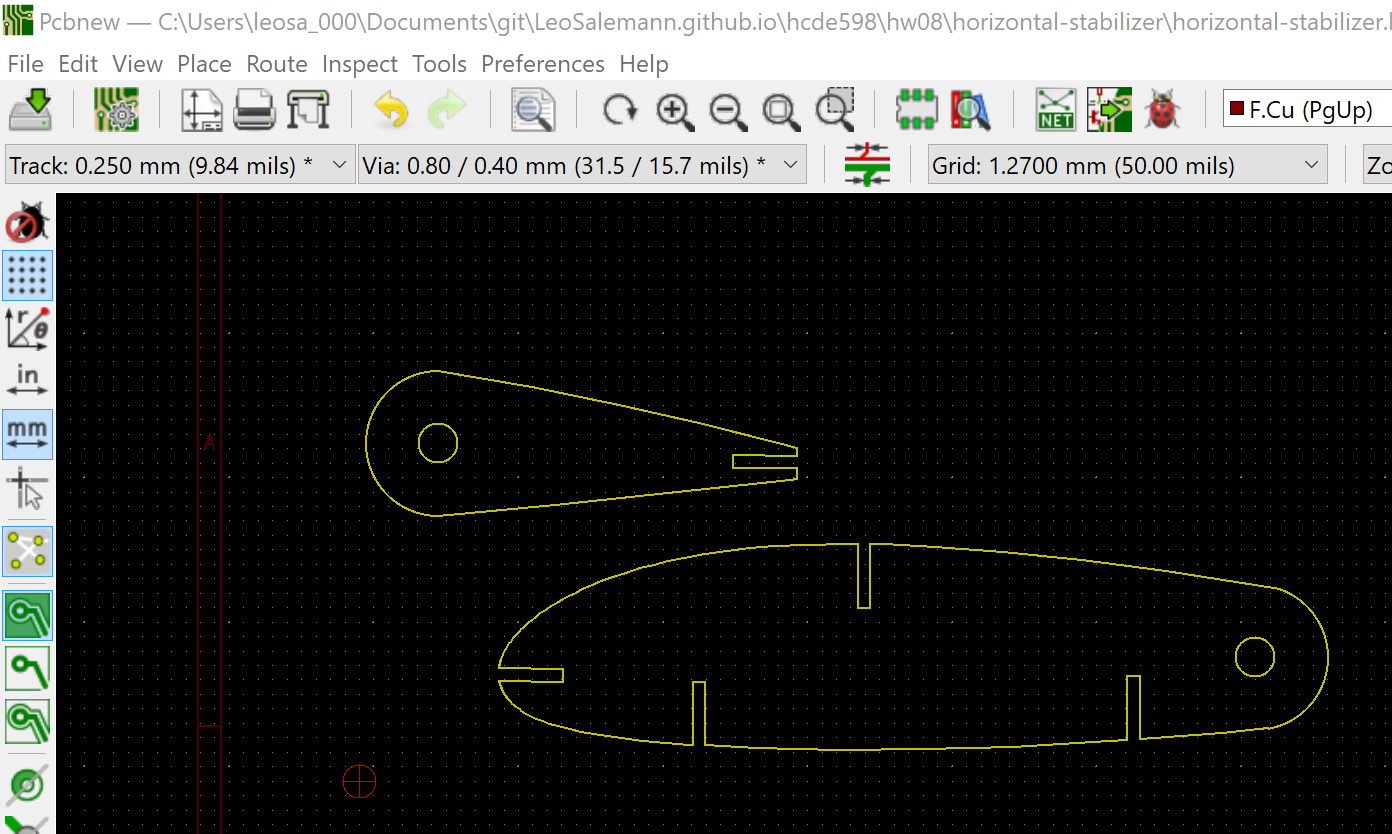 Pcbnew — C:\Users\leosa_000\Documents\git\LeoSalemann.github.io\hcde598\hw08\horizontal-stabilizer\horizontal-stabilizer.
File Edit View Place Route Inspect Tools Preferences Help
NET F.Cu (PgUp)
Track: 0.250 mm (9.84 mils) * Via: 0.80 / 0.40 mm (31.5 / 15.7 mils) * Grid: 1.2700 mm (50.00 mils) Zo
r θ
in
mm
A